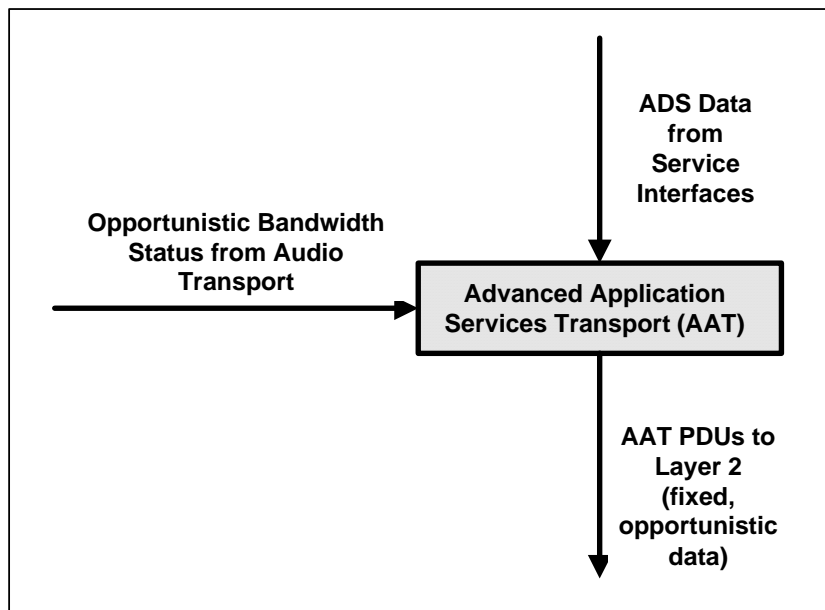 ADS Data
from
Service
Interfaces
Opportunistic Bandwidth
Status from Audio
Transport
Advanced Application
Services Transport (AAT)
AAT PDUs to
Layer 2
(fixed,
opportunistic
data)